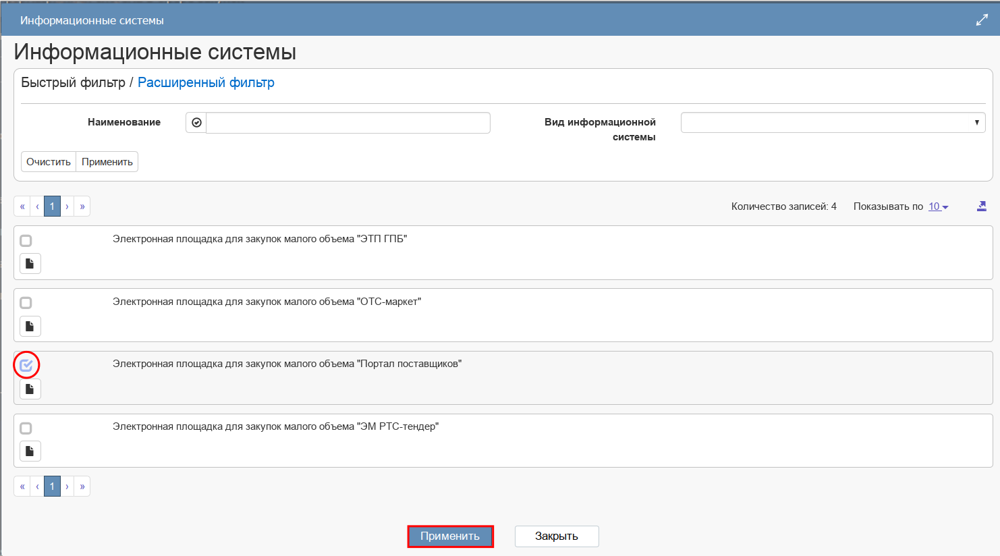 Информационные системы
Информационные системы
Быстрый фильтр / Расширенный фильтр
Наименование
Вид информационной
системы
Очистить Применить
« ‹ 1 › »
Количество записей: 4 Показывать по 10
Электронная площадка для закупок малого объема "ЭТП ГПБ"
Электронная площадка для закупок малого объема "ОТС-маркет"
Электронная площадка для закупок малого объема "Портал поставщиков"
Электронная площадка для закупок малого объема "ЭМ РТС-тендер"
« ‹ 1 › »
Применить Закрыть